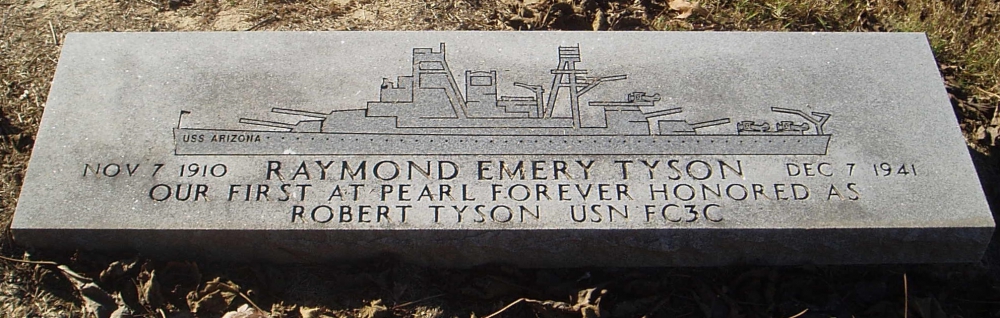 USS ARIZONA
NOV 7 1910 RAYMOND EMERY TYSON DEC 7 1941
OUR FIRST AT PEARL FOREVER HONORED AS
ROBERT TYSON USN FC3C